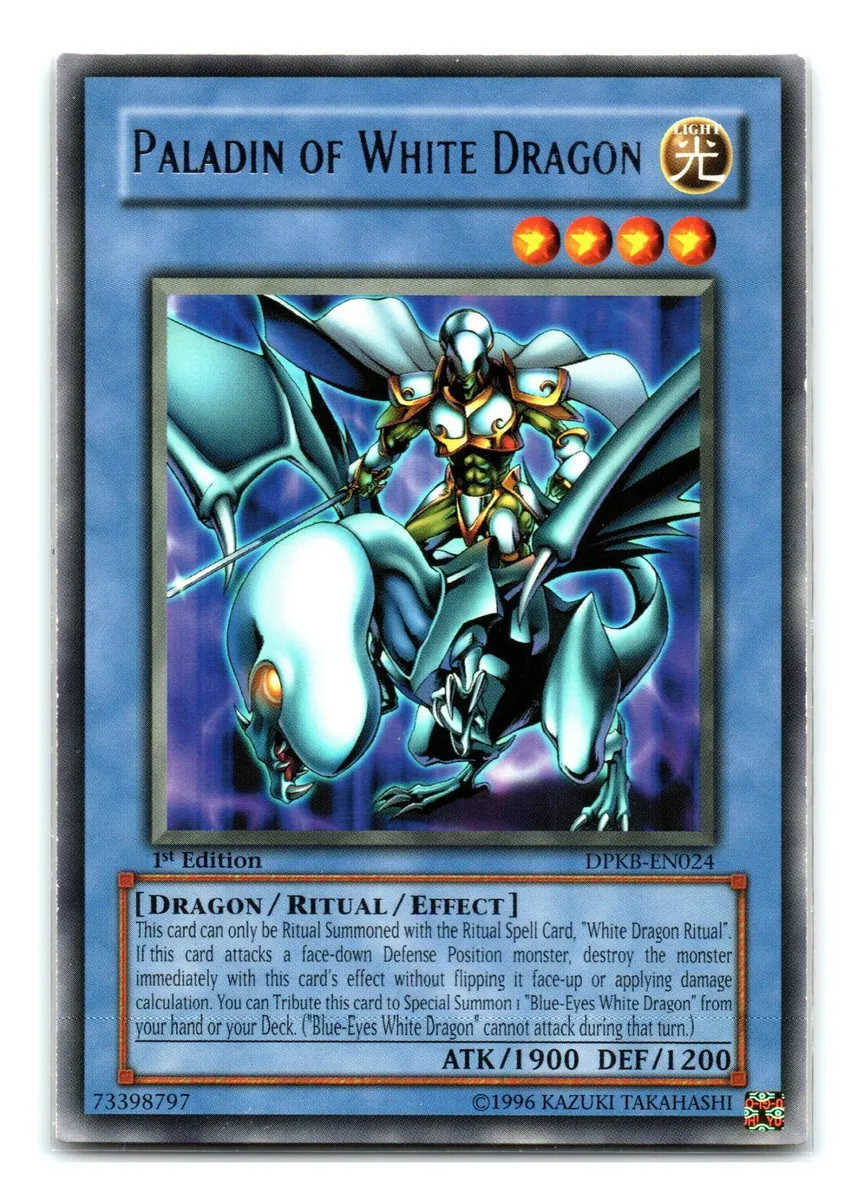 PALADIN OF WHITE DRAGON
LIGHT
光
1st Edition
DPKB-EN024
[DRAGON/RITUAL/EFFECT]
This card can only be Ritual Summoned with the Ritual Spell Card, "White Dragon Ritual".
If this card attacks a face-down Defense Position monster, destroy the monster
immediately with this card's effect without flipping it face-up or applying damage
calculation. You can Tribute this card to Special Summon 1 "Blue-Eyes White Dragon" from
your hand or your Deck. ("Blue-Eyes White Dragon" cannot attack during that turn.)
ATK/1900 DEF/1200
73398797
©1996 KAZUKI TAKAHASHI